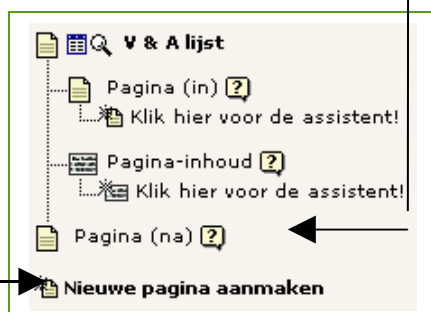 V & A lijst
Pagina (in)
Klik hier voor de assistent!
Pagina-inhoud
Klik hier voor de assistent!
Pagina (na)
Nieuwe pagina aanmaken